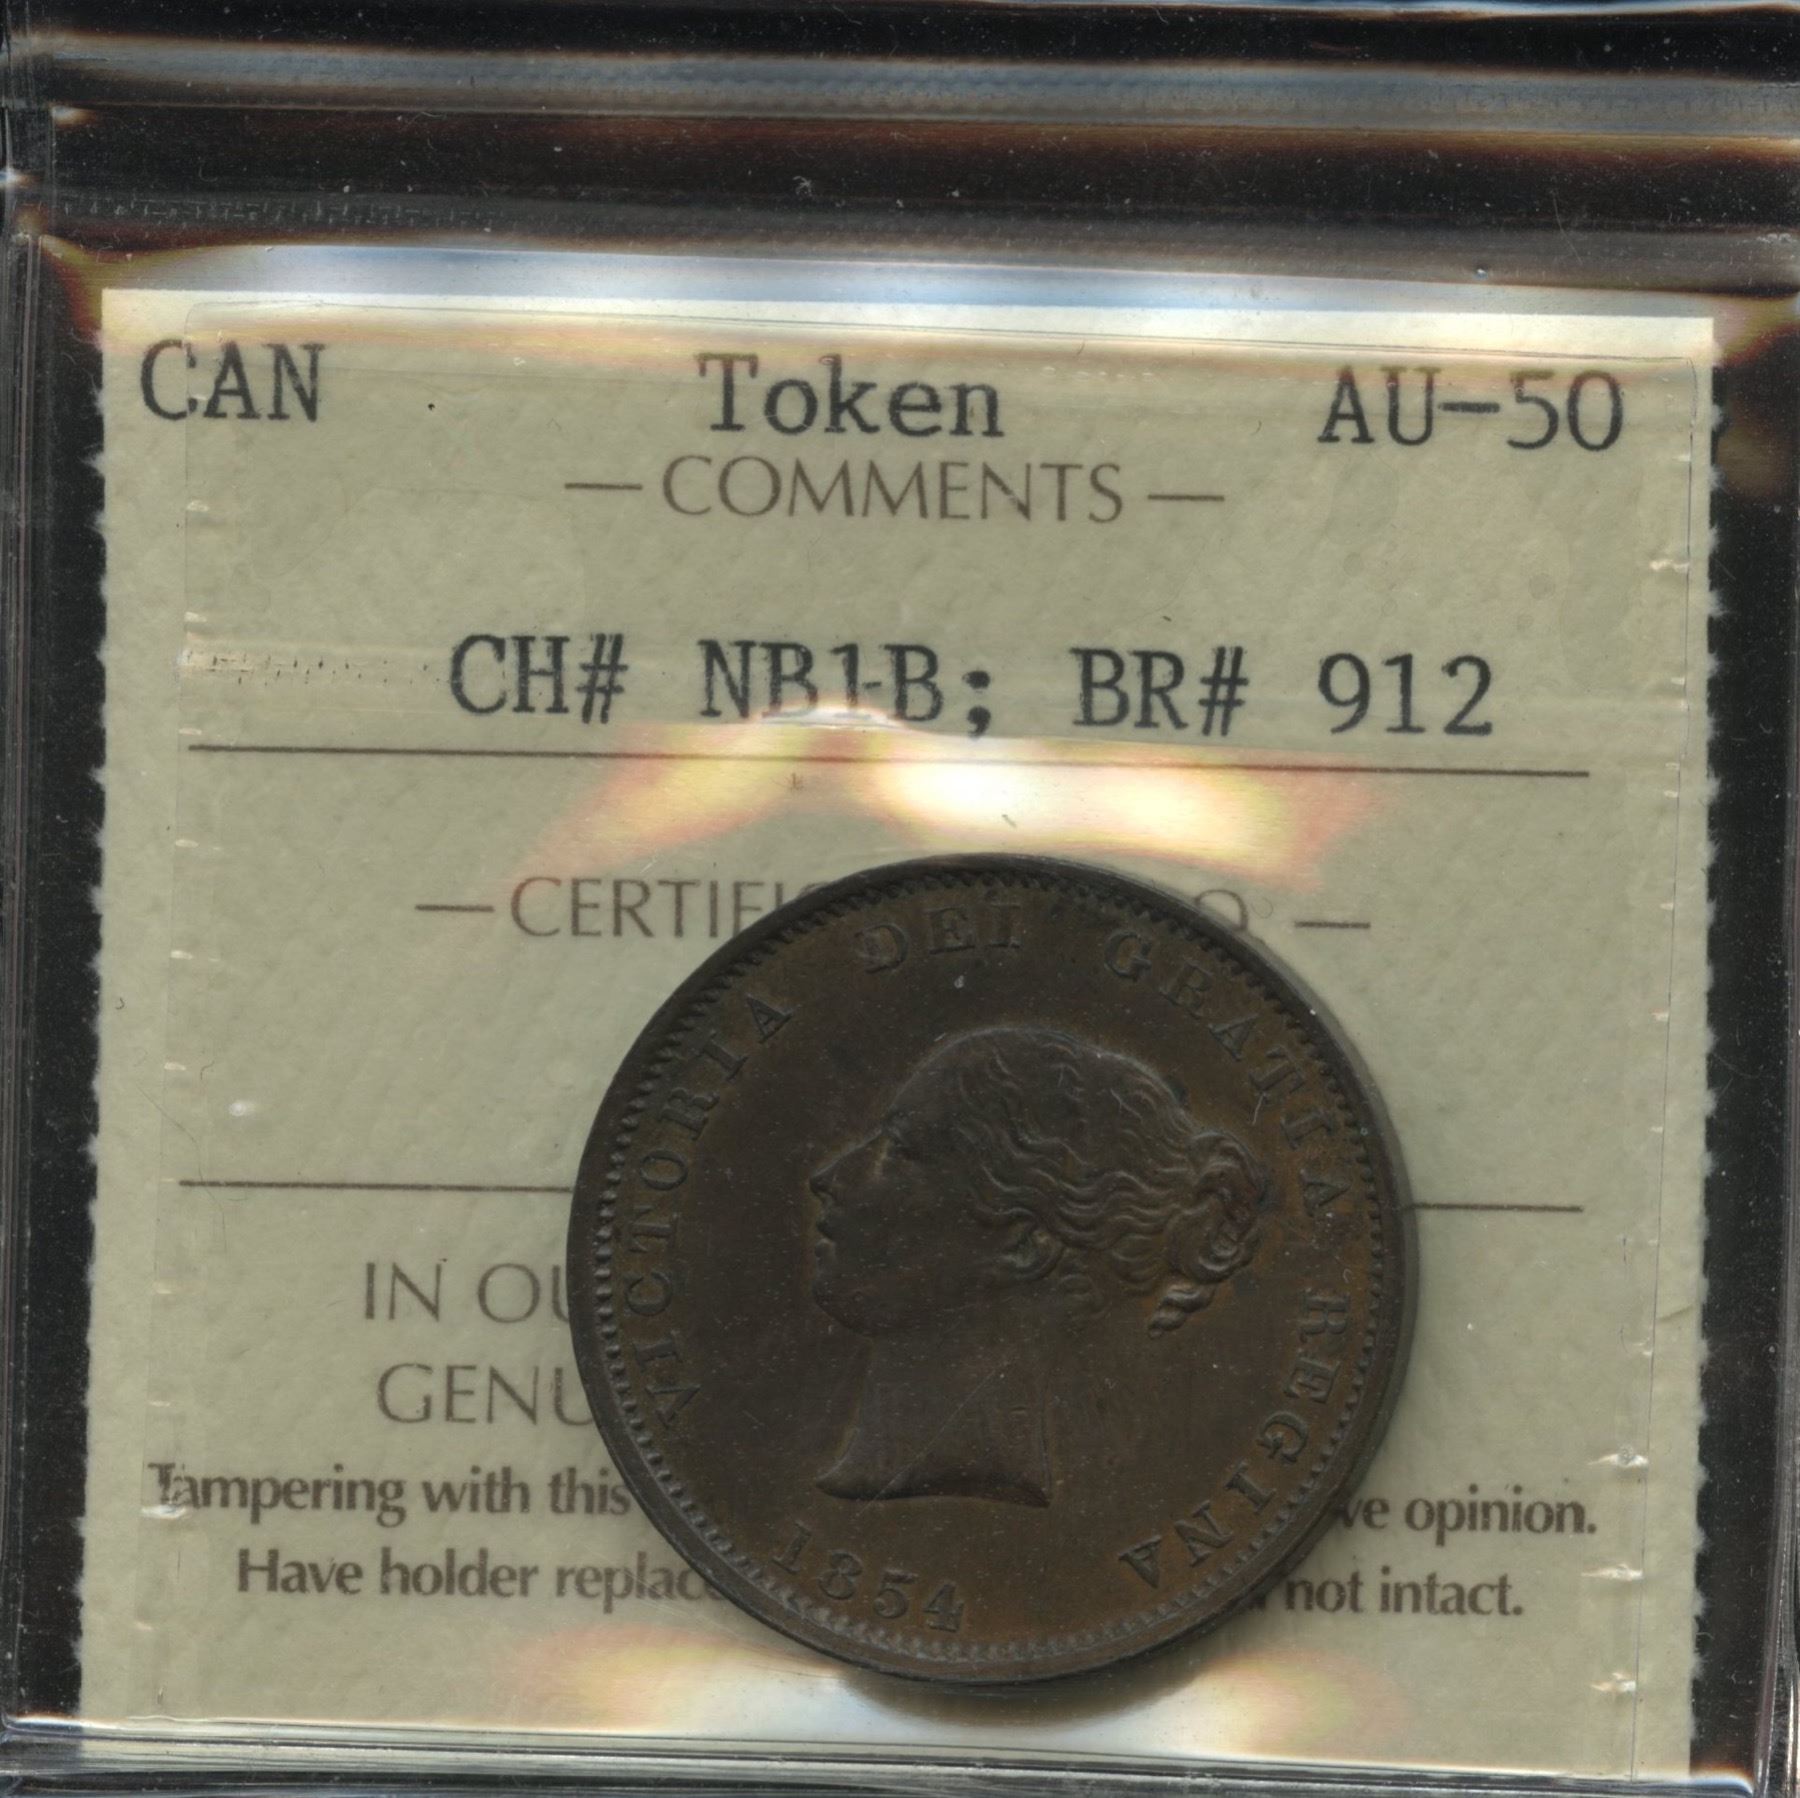 CAN Token AU-50
— COMMENTS —
CH# NB1-B; BR# 912
— CERTIFI O. —
IN OU
GENU
Tampering with this ve opinion.
Have holder replac not intact.
VICTORIA DEI GRATIA REGINA
1854